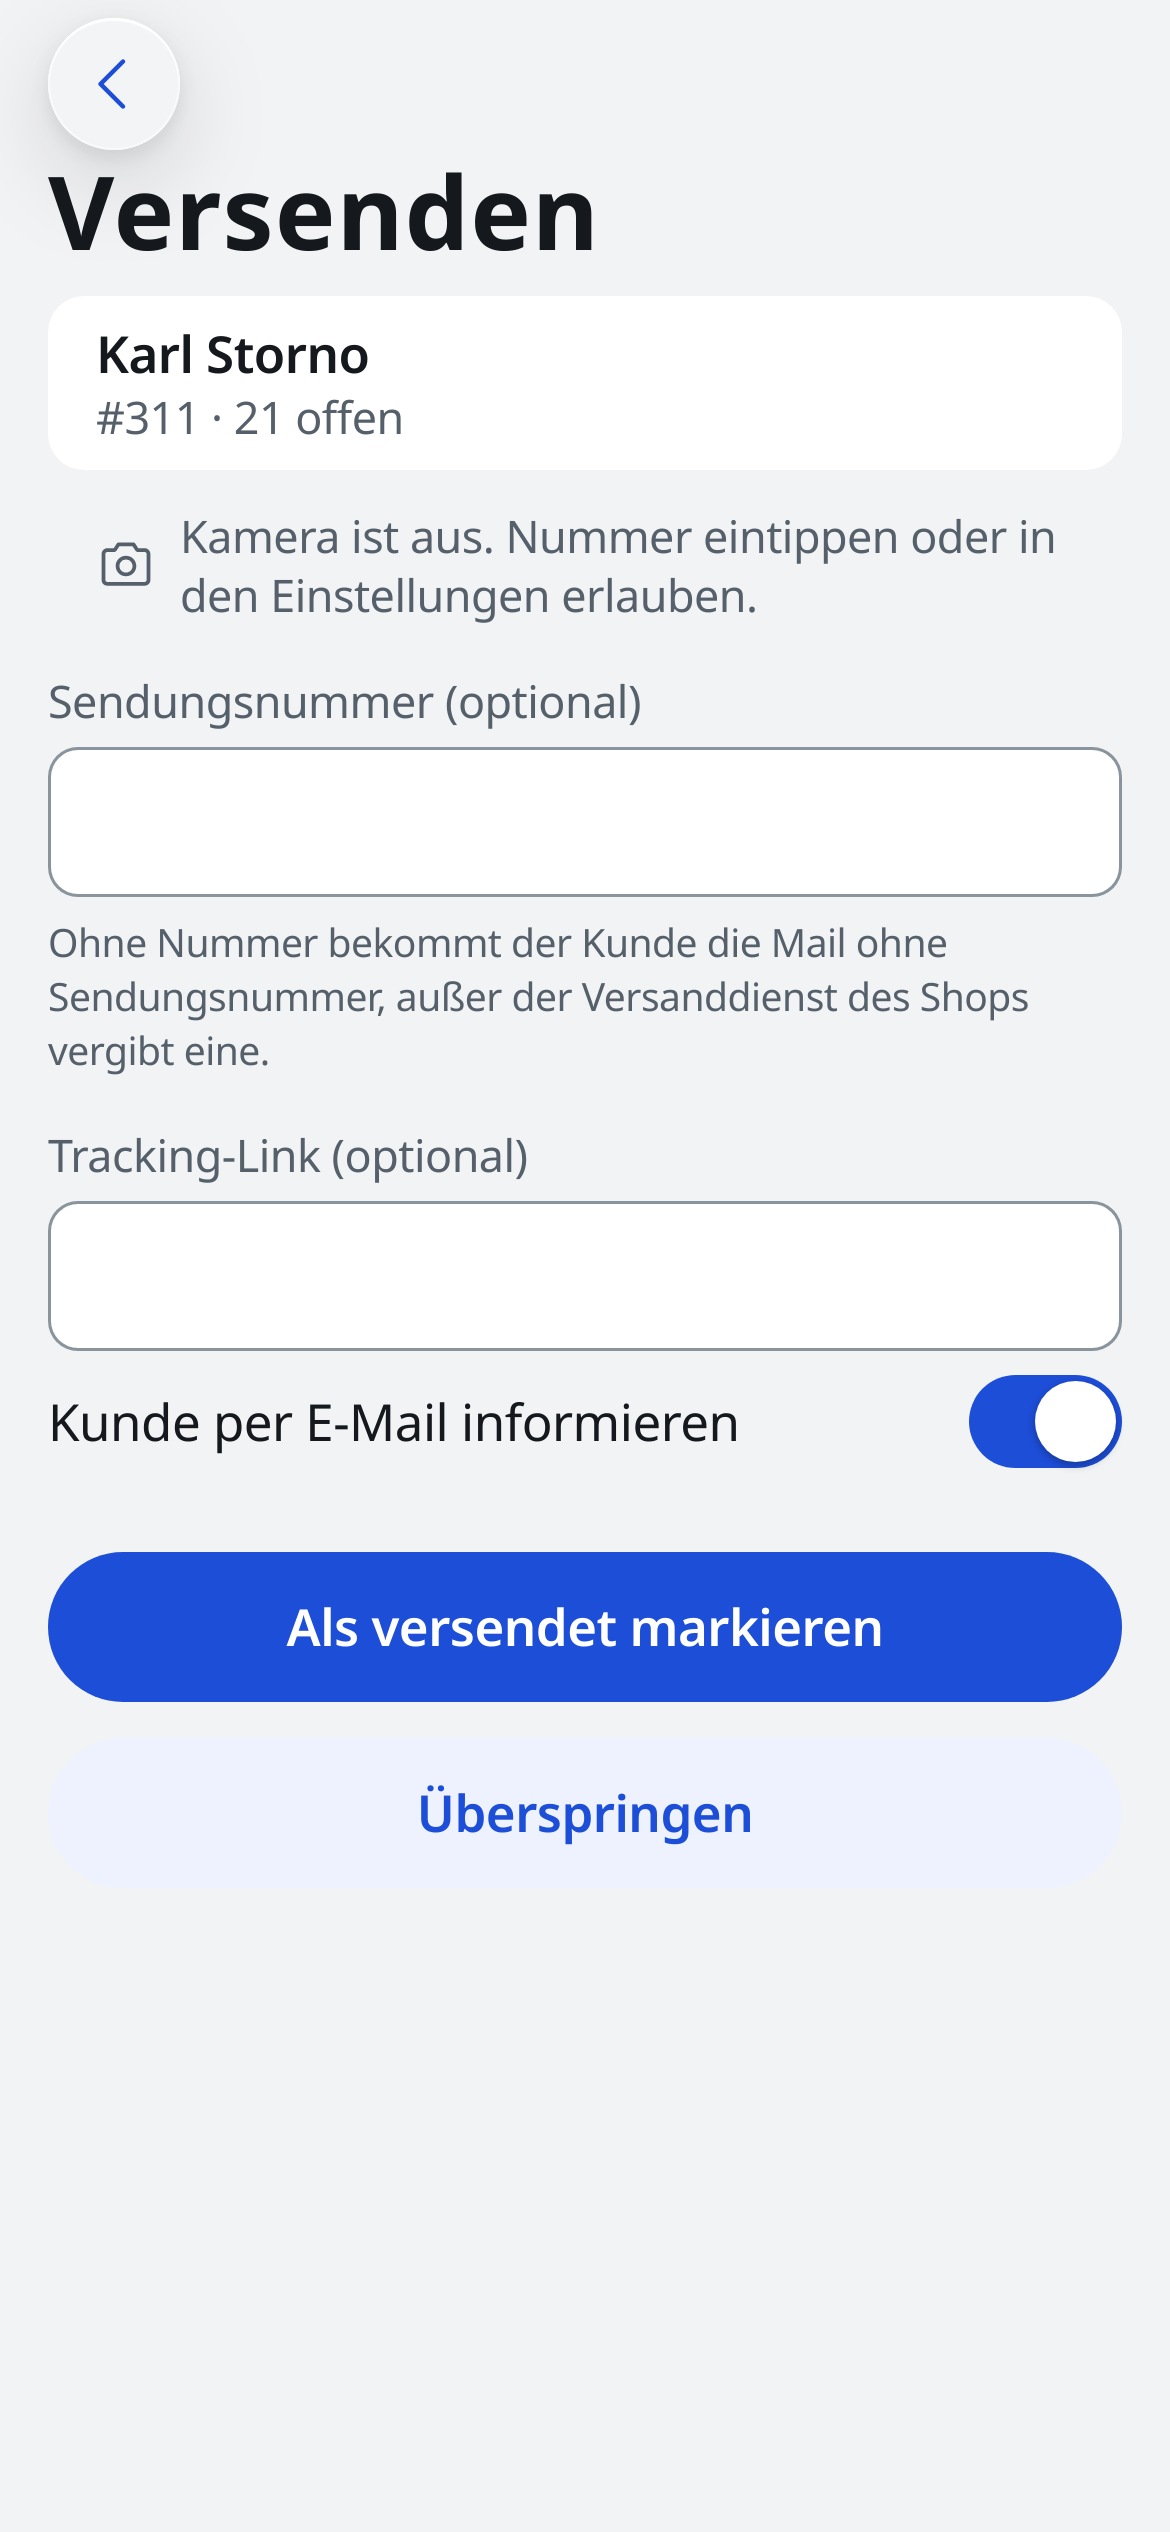 Versenden
Karl Storno
#311 · 21 offen
Kamera ist aus. Nummer eintippen oder in
den Einstellungen erlauben.
Sendungsnummer (optional)
Ohne Nummer bekommt der Kunde die Mail ohne
Sendungsnummer, außer der Versanddienst des Shops
vergibt eine.
Tracking-Link (optional)
Kunde per E-Mail informieren
Als versendet markieren
Überspringen